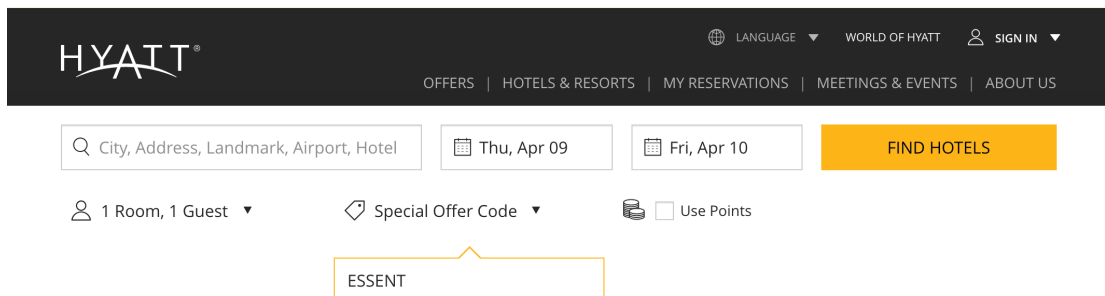 HYATT®
LANGUAGE ▼ WORLD OF HYATT SIGN IN ▼
OFFERS | HOTELS & RESORTS | MY RESERVATIONS | MEETINGS & EVENTS | ABOUT US
City, Address, Landmark, Airport, Hotel Thu, Apr 09 Fri, Apr 10 FIND HOTELS
1 Room, 1 Guest ▼ Special Offer Code ▼ Use Points
ESSENT